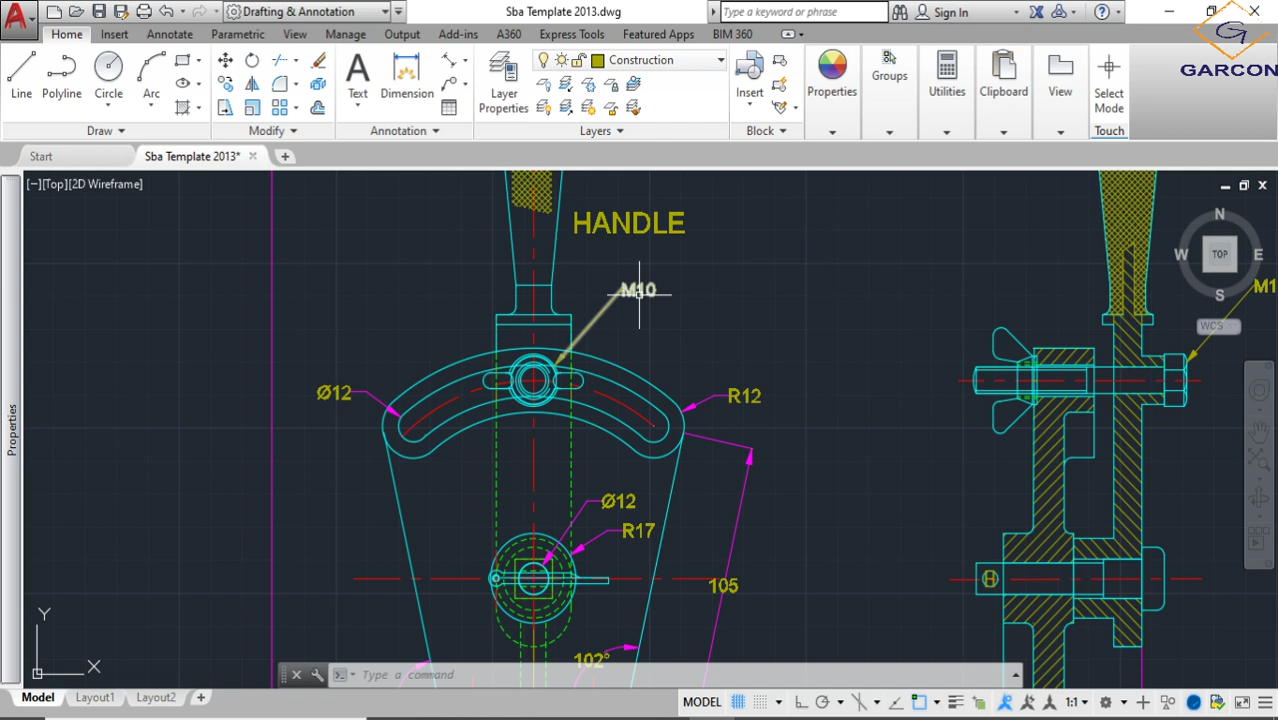 Drafting & Annotation
Sba Template 2013.dwg
Type a keyword or phrase
Sign In
GARCON
Home Insert Annotate Parametric View Manage Output Add-ins A360 Express Tools Featured Apps BIM 360
Construction
Line Polyline Circle Arc Text Dimension Layer Properties Insert Properties Groups Utilities Clipboard View Select Mode
Draw Modify Annotation Layers Block Touch
Start Sba Template 2013*
[−][Top][2D Wireframe]
HANDLE
N
W TOP E
S
WCS
M10
M1
Ø12
R12
Ø12
R17
105
102°
H
Y
X
Properties
Type a command
Model Layout1 Layout2
MODEL
1:1